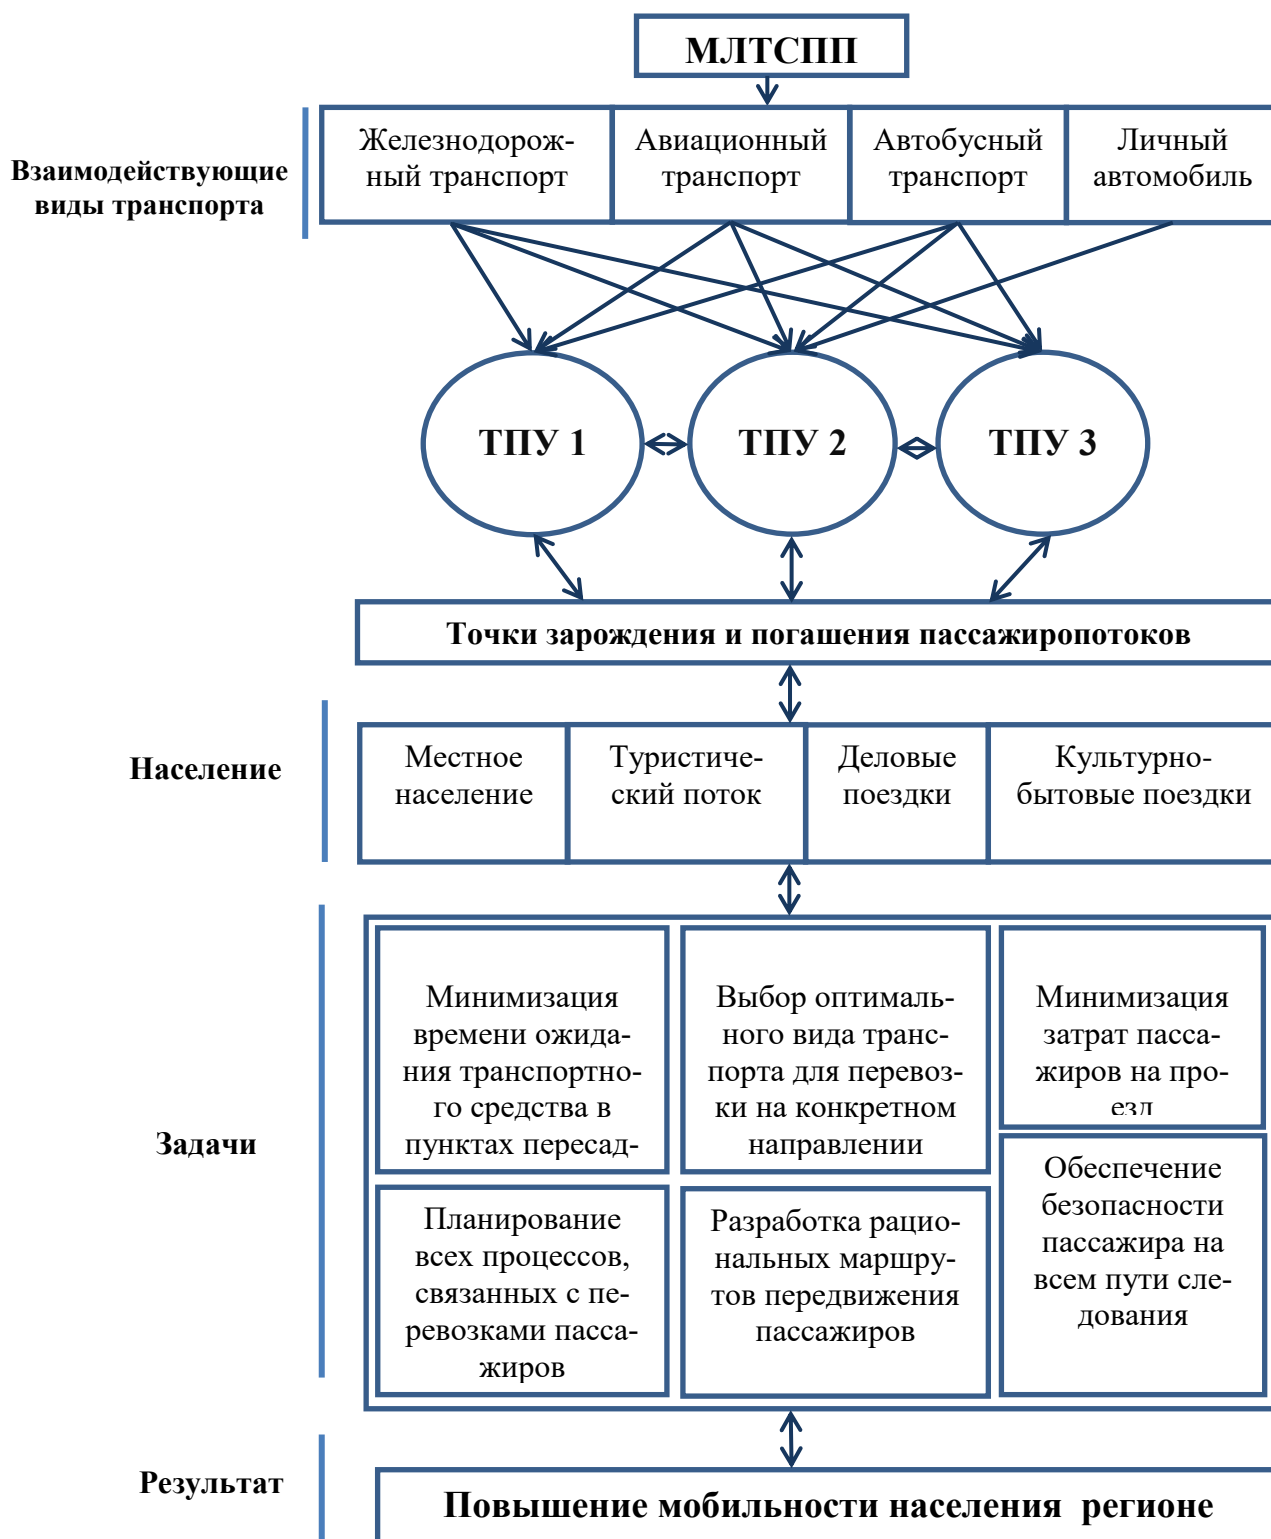 МЛТСПП
Взаимодействующие
виды транспорта
Железнодорож-
ный транспорт
Авиационный
транспорт
Автобусный
транспорт
Личный
автомобиль
ТПУ 1
ТПУ 2
ТПУ 3
Точки зарождения и погашения пассажиропотоков
Население
Местное
население
Туристиче-
ский поток
Деловые
поездки
Культурно-
бытовые поездки
Задачи
Минимизация
времени ожида-
ния транспортно-
го средства в
пунктах пересад-
Выбор оптималь-
ного вида транс-
порта для перевоз-
ки на конкретном
направлении
Минимизация
затрат пасса-
жиров на про-
езд
Планирование
всех процессов,
связанных с пе-
ревозками пасса-
жиров
Разработка рацио-
нальных маршру-
тов передвижения
пассажиров
Обеспечение
безопасности
пассажира на
всем пути сле-
дования
Результат
Повышение мобильности населения  регионе